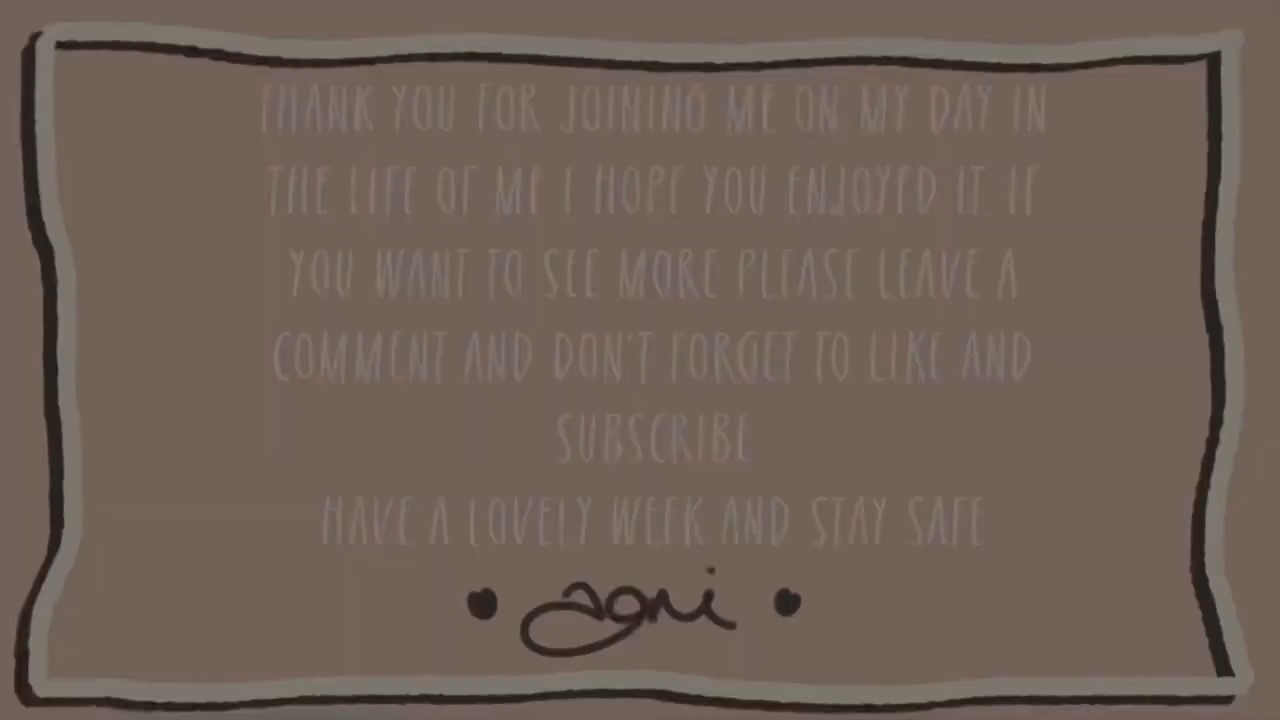 THANK YOU FOR JOINING ME ON MY DAY IN
THE LIFE OF ME I HOPE YOU ENJOYED IT IF
YOU WANT TO SEE MORE PLEASE LEAVE A
COMMENT AND DON'T FORGET TO LIKE AND
SUBSCRIBE
HAVE A LOVELY WEEK AND STAY SAFE
agni